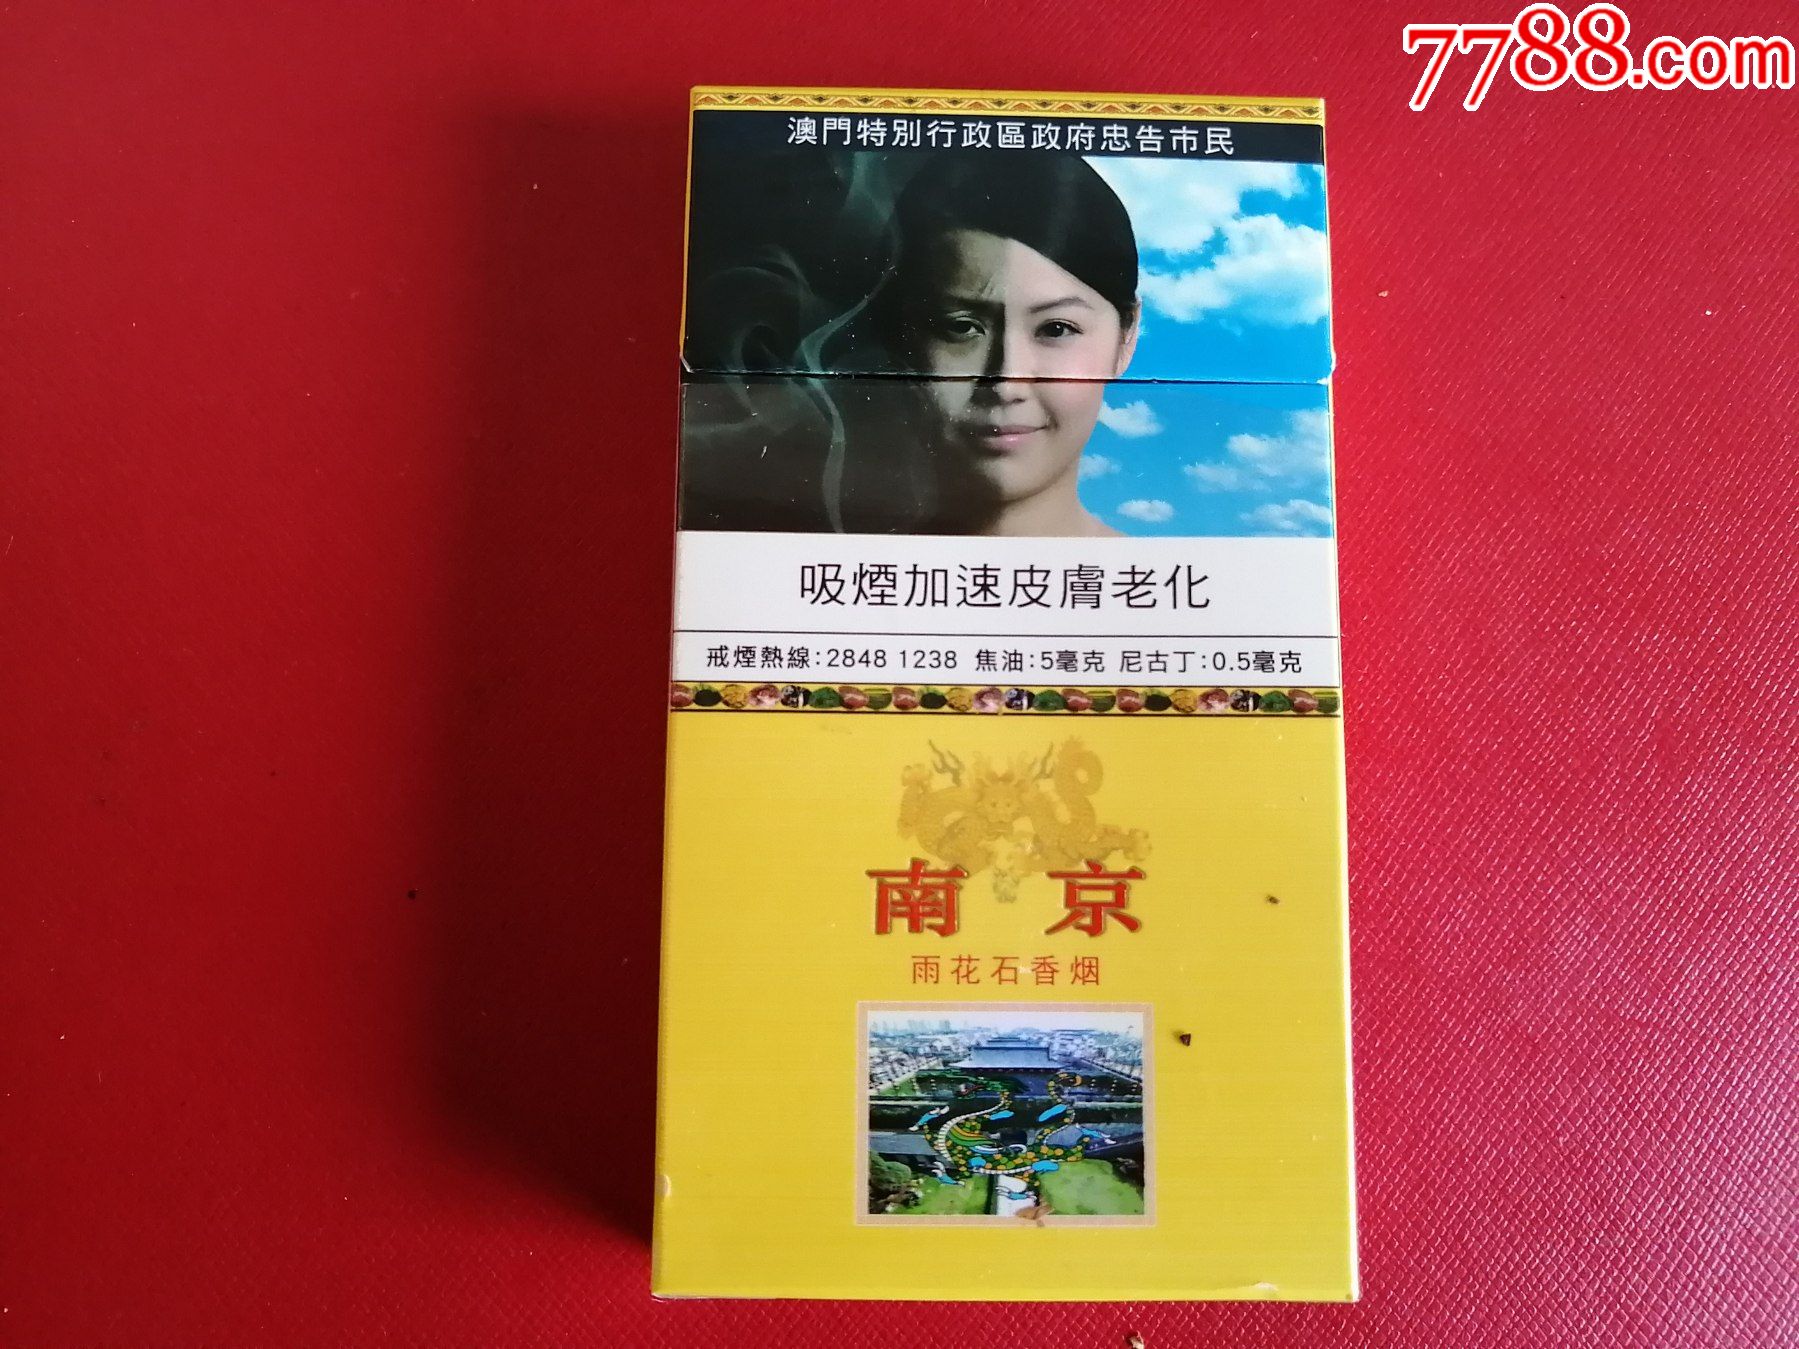 7788.com
澳門特別行政區政府忠告市民
吸煙加速皮膚老化
戒煙熱線:2848 1238 焦油:5毫克 尼古丁:0.5毫克
南京
雨花石香烟